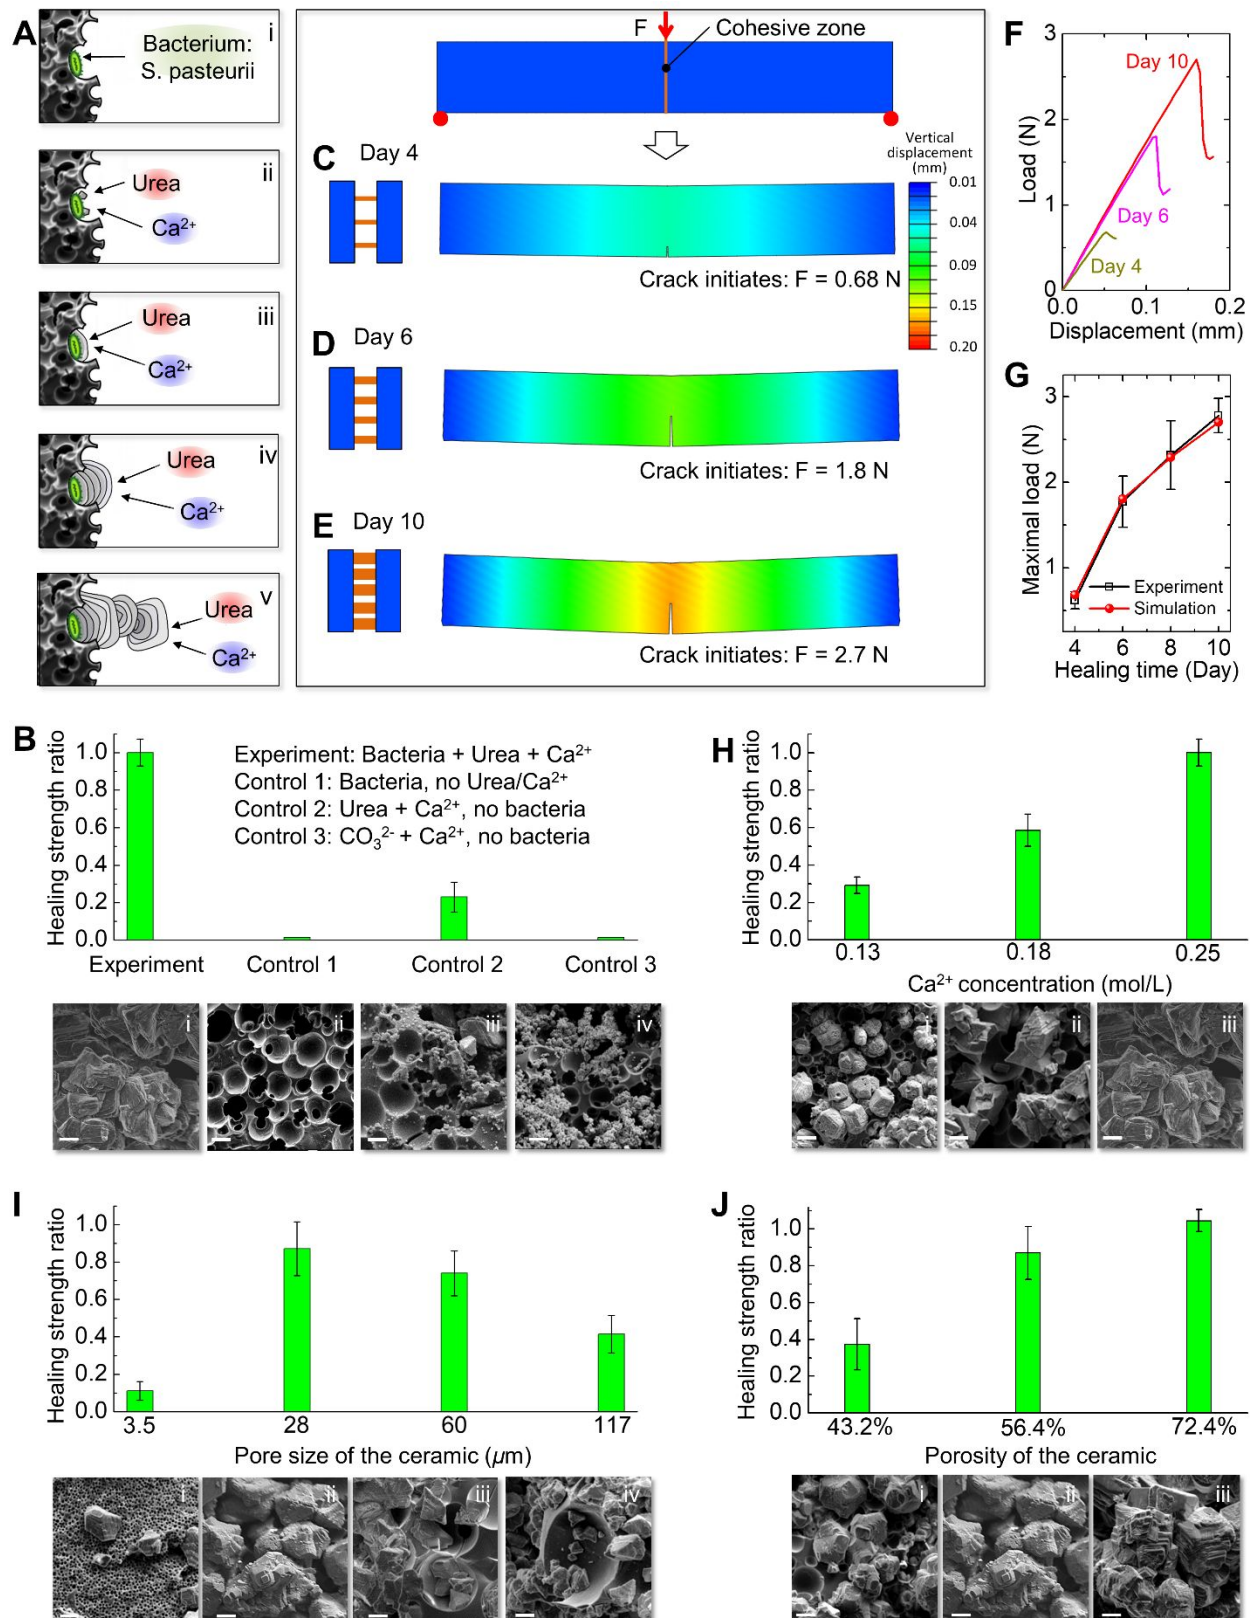 A
i
Bacterium:
S. pasteurii
ii
Urea
Ca²⁺
iii
Urea
Ca²⁺
iv
Urea
Ca²⁺
v
Urea
Ca²⁺
F
Cohesive zone
Vertical
displacement
(mm)
0.01
0.04
0.09
0.15
0.20
C
Day 4
Crack initiates: F = 0.68 N
D
Day 6
Crack initiates: F = 1.8 N
E
Day 10
Crack initiates: F = 2.7 N
F
Load (N)
3
2
1
0
Day 10
Day 6
Day 4
0.0 0.1 0.2
Displacement (mm)
G
Maximal load (N)
3
2
1
Experiment
Simulation
4 6 8 10
Healing time (Day)
B
Healing strength ratio
1.0
0.8
0.6
0.4
0.2
0.0
Experiment: Bacteria + Urea + Ca²⁺
Control 1: Bacteria, no Urea/Ca²⁺
Control 2: Urea + Ca²⁺, no bacteria
Control 3: CO₃²⁻ + Ca²⁺, no bacteria
Experiment Control 1 Control 2 Control 3
i ii iii iv
H
Healing strength ratio
1.0
0.8
0.6
0.4
0.2
0.0
0.13 0.18 0.25
Ca²⁺ concentration (mol/L)
i ii iii
I
Healing strength ratio
1.0
0.8
0.6
0.4
0.2
0.0
3.5 28 60 117
Pore size of the ceramic (μm)
i ii iii iv
J
Healing strength ratio
1.0
0.8
0.6
0.4
0.2
0.0
43.2% 56.4% 72.4%
Porosity of the ceramic
i ii iii